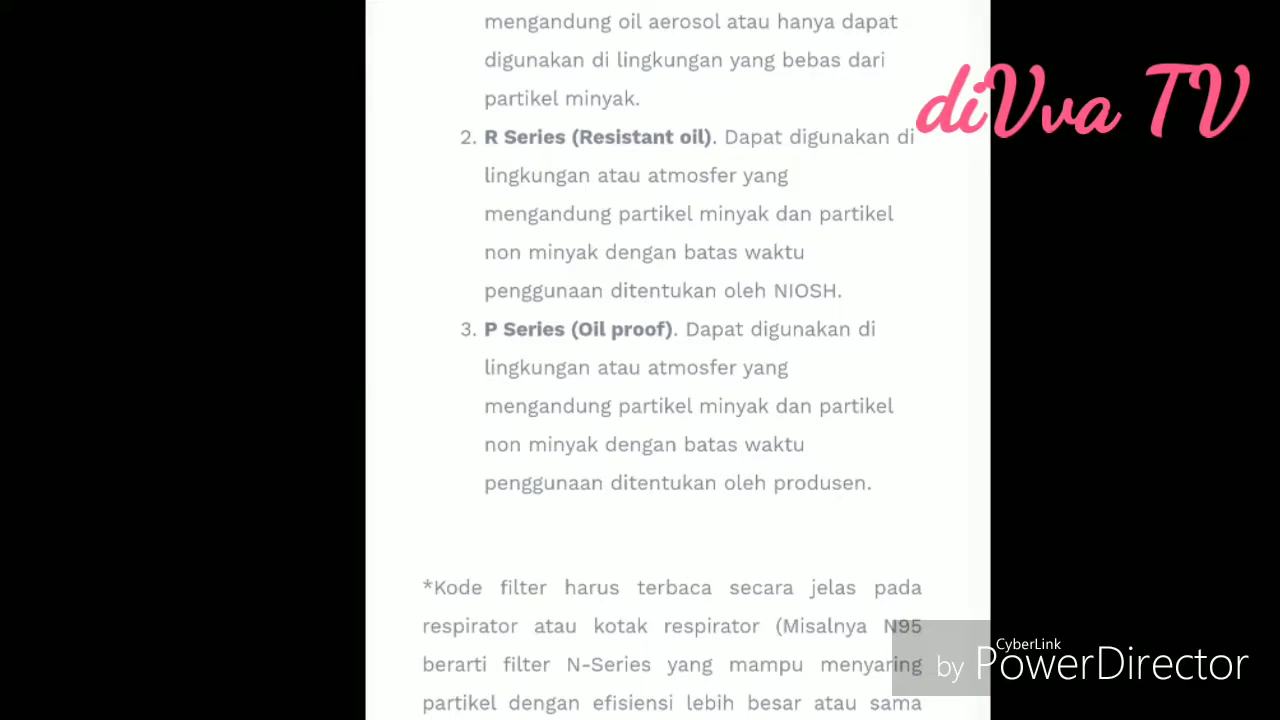 mengandung oil aerosol atau hanya dapat
digunakan di lingkungan yang bebas dari
partikel minyak.
diVva TV
2. R Series (Resistant oil). Dapat digunakan di
lingkungan atau atmosfer yang
mengandung partikel minyak dan partikel
non minyak dengan batas waktu
penggunaan ditentukan oleh NIOSH.
3. P Series (Oil proof). Dapat digunakan di
lingkungan atau atmosfer yang
mengandung partikel minyak dan partikel
non minyak dengan batas waktu
penggunaan ditentukan oleh produsen.
*Kode filter harus terbaca secara jelas pada
respirator atau kotak respirator (Misalnya N95
berarti filter N-Series yang mampu menyaring
partikel dengan efisiensi lebih besar atau sama
CyberLink
by PowerDirector